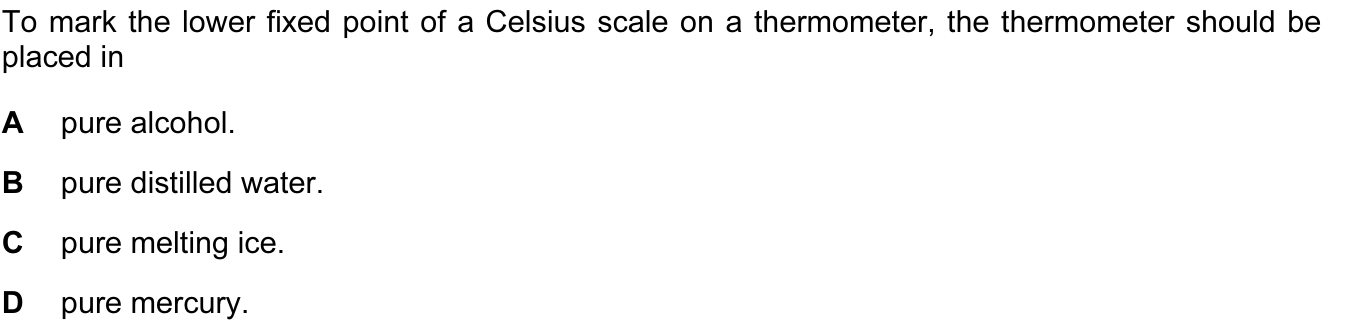 To mark the lower fixed point of a Celsius scale on a thermometer, the thermometer should be
placed in
A pure alcohol.
B pure distilled water.
C pure melting ice.
D pure mercury.